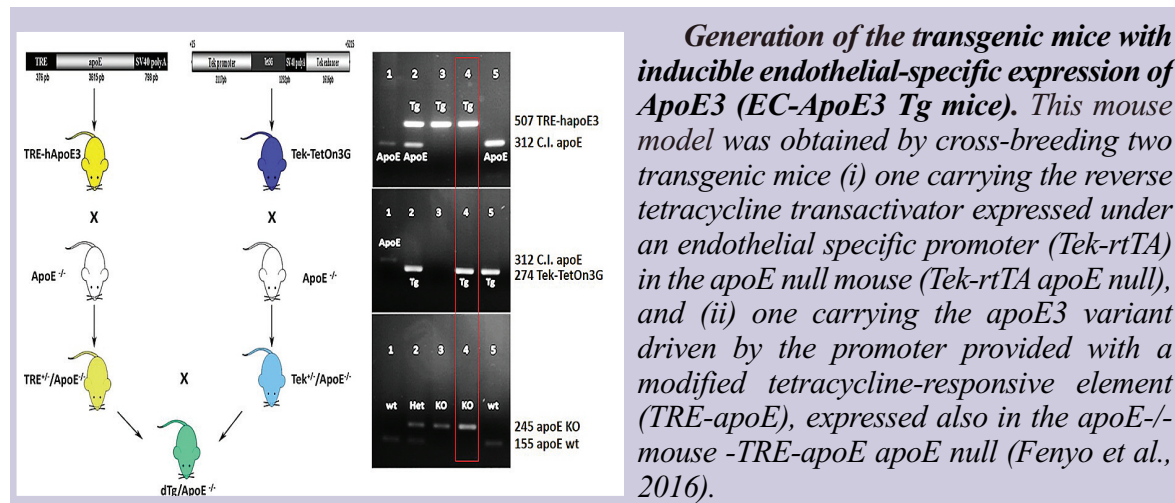 TRE apoE SV-40 polyA
376 pb 3615 pb 798 pb
+15 +5215
Tek promoter TetO3G SV-40 polyA Tek enhancer
TRE-hApoE3
Tek-TetOn3G
X X
ApoE -/- ApoE -/-
TRE+/-/ApoE-/- X Tek+/-/ApoE-/-
dTg/ApoE -/-
1 2 3 4 5
Tg Tg Tg
507 TRE-hapoE3
312 C.I. apoE
ApoE ApoE ApoE
1 2 3 4 5
ApoE
312 C.I. apoE
274 Tek-TetOn3G
Tg Tg Tg
1 2 3 4 5
wt Het KO KO wt
245 apoE KO
155 apoE wt
Generation of the transgenic mice with
inducible endothelial-specific expression of
ApoE3 (EC-ApoE3 Tg mice). This mouse
model was obtained by cross-breeding two
transgenic mice (i) one carrying the reverse
tetracycline transactivator expressed under
an endothelial specific promoter (Tek-rtTA)
in the apoE null mouse (Tek-rtTA apoE null),
and (ii) one carrying the apoE3 variant
driven by the promoter provided with a
modified tetracycline-responsive element
(TRE-apoE), expressed also in the apoE-/-
mouse -TRE-apoE apoE null (Fenyo et al.,
2016).